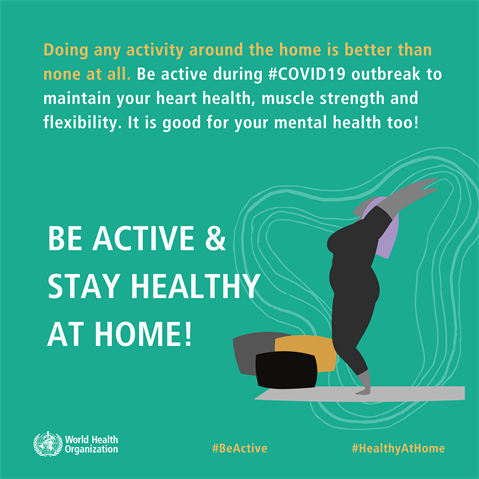 Doing any activity around the home is better than
none at all. Be active during #COVID19 outbreak to
maintain your heart health, muscle strength and
flexibility. It is good for your mental health too!
BE ACTIVE &
STAY HEALTHY
AT HOME!
World Health
Organization
#BeActive
#HealthyAtHome